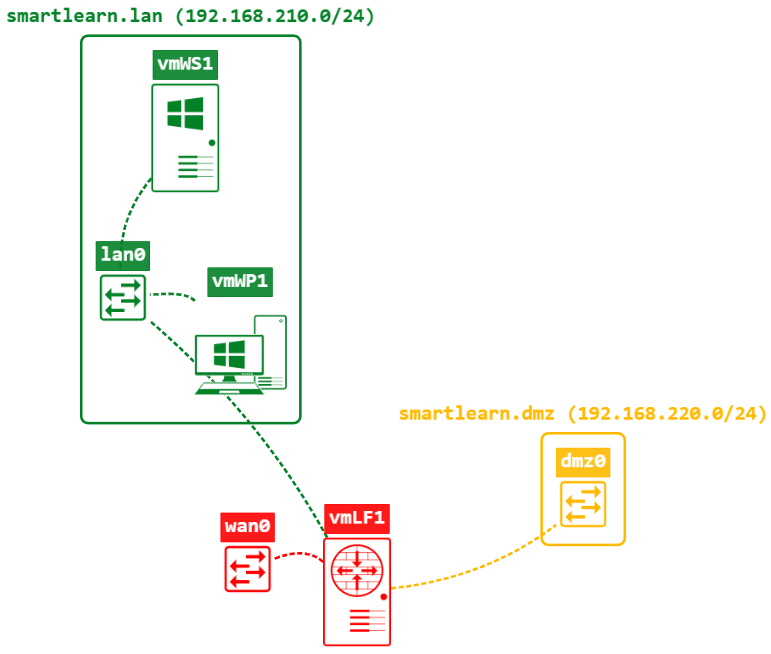 smartlearn.lan (192.168.210.0/24)
vmWS1
lan0
vmWP1
smartlearn.dmz (192.168.220.0/24)
dmz0
vmLF1
wan0